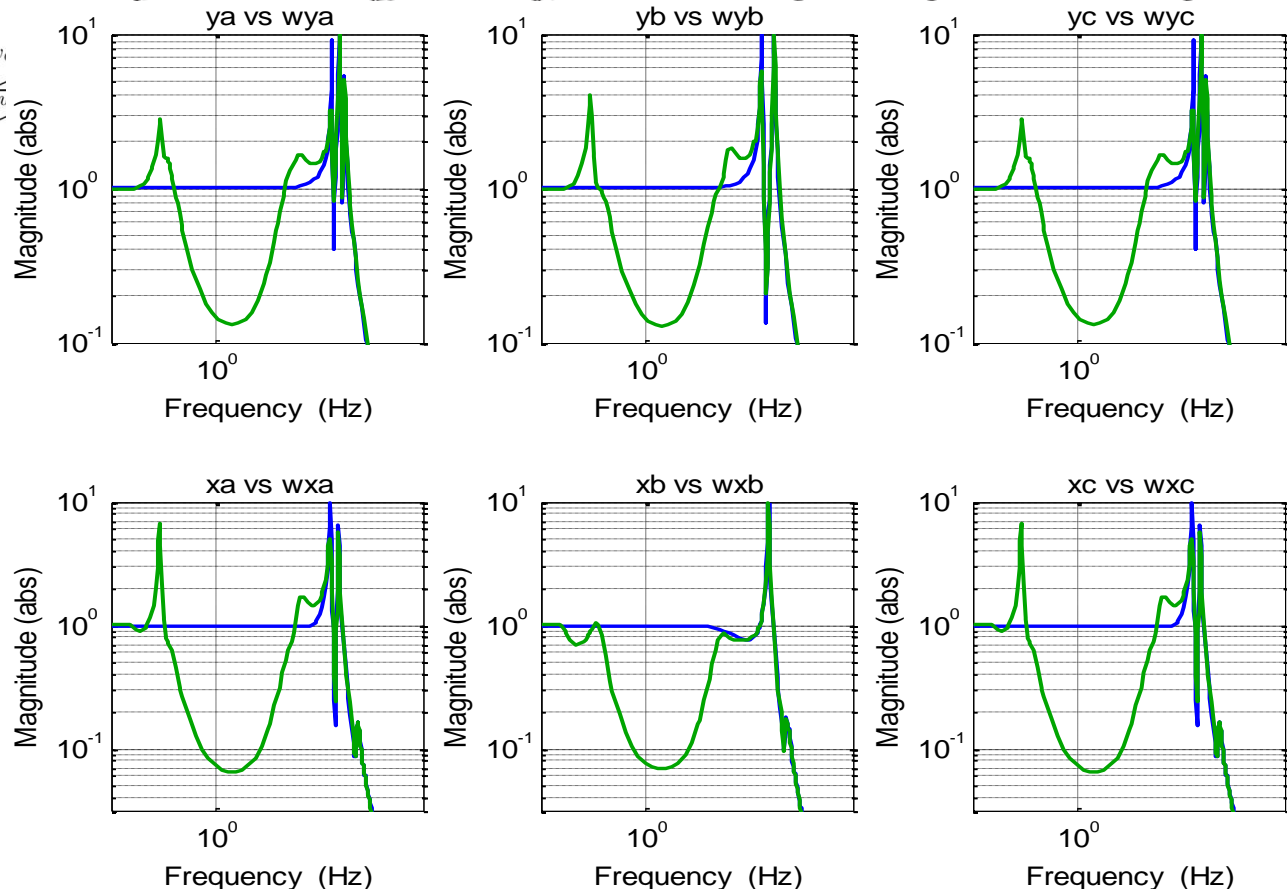 ya vs wya
10^1
10^0
10^-1
Magnitude (abs)
10^0
Frequency (Hz)
yb vs wyb
10^1
10^0
10^-1
Magnitude (abs)
10^0
Frequency (Hz)
yc vs wyc
10^1
10^0
10^-1
Magnitude (abs)
10^0
Frequency (Hz)
xa vs wxa
10^1
10^0
10^-1
Magnitude (abs)
10^0
Frequency (Hz)
xb vs wxb
10^1
10^0
10^-1
Magnitude (abs)
10^0
Frequency (Hz)
xc vs wxc
10^1
10^0
10^-1
Magnitude (abs)
10^0
Frequency (Hz)